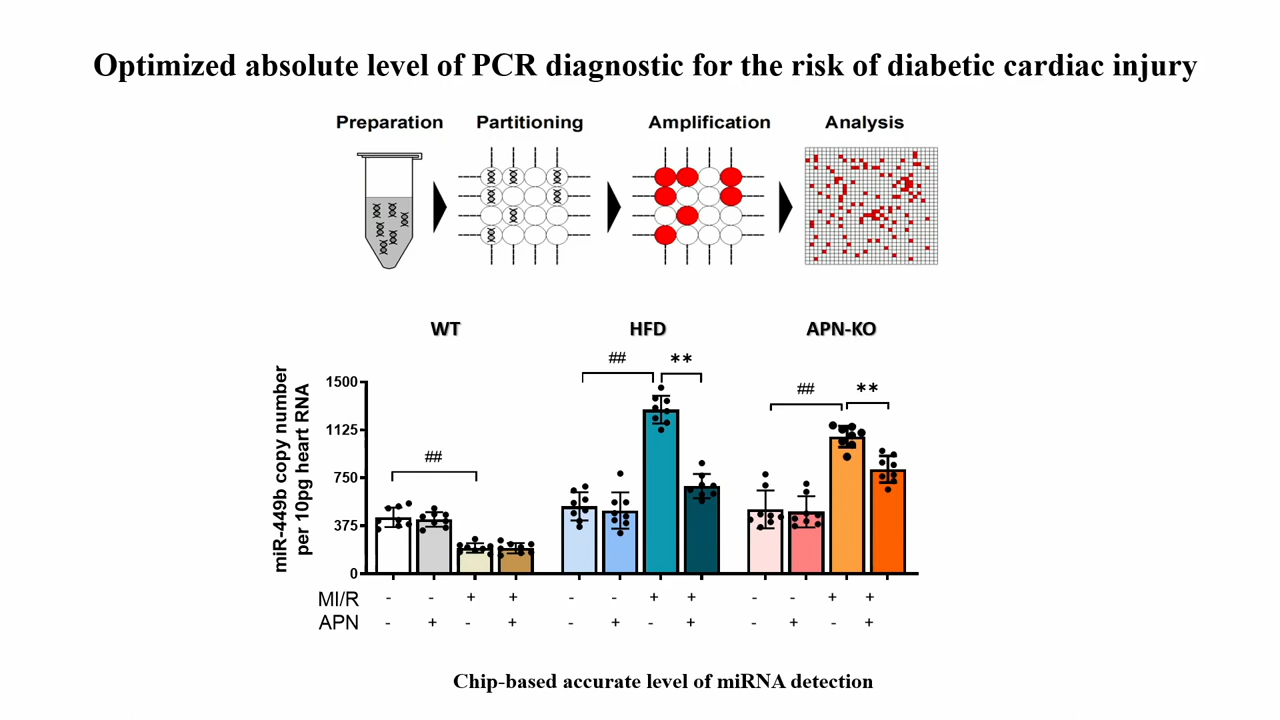 Optimized absolute level of PCR diagnostic for the risk of diabetic cardiac injury
Preparation Partitioning Amplification Analysis
WT HFD APN-KO
## **
## **
##
miR-449b copy number
per 10pg heart RNA
1500
1125
750
375
0
MI/R - - + + - - + + - - + +
APN - + - + - + - + - + - +
Chip-based accurate level of miRNA detection